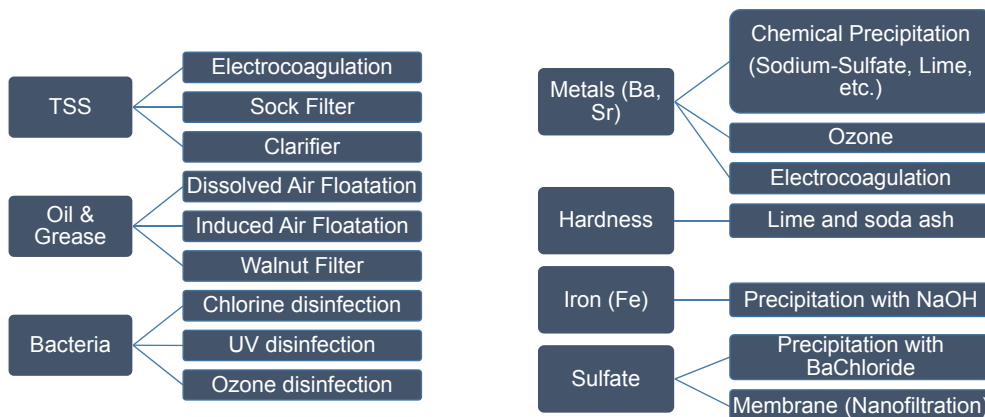 TSS
Electrocoagulation
Sock Filter
Clarifier
Oil &
Grease
Dissolved Air Floatation
Induced Air Floatation
Walnut Filter
Bacteria
Chlorine disinfection
UV disinfection
Ozone disinfection
Metals (Ba,
Sr)
Chemical Precipitation
(Sodium-Sulfate, Lime,
etc.)
Ozone
Electrocoagulation
Hardness
Lime and soda ash
Iron (Fe)
Precipitation with NaOH
Sulfate
Precipitation with
BaChloride
Membrane (Nanofiltration)